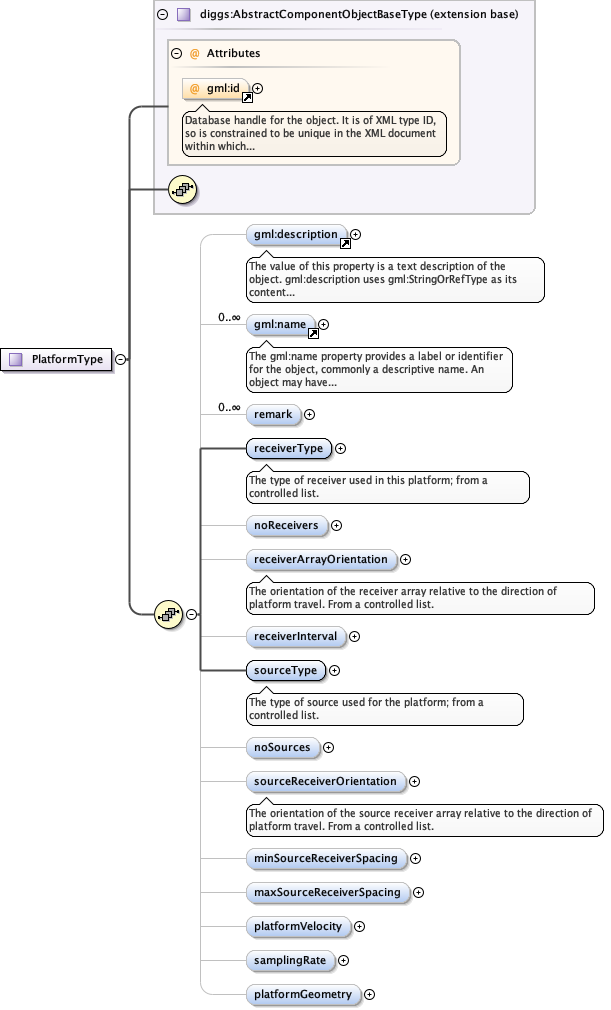 diggs:AbstractComponentObjectBaseType (extension base)
@ Attributes
@ gml:id
Database handle for the object. It is of XML type ID,
so is constrained to be unique in the XML document
within which...
gml:description
The value of this property is a text description of the
object. gml:description uses gml:StringOrRefType as its
content...
0..∞
gml:name
The gml:name property provides a label or identifier
for the object, commonly a descriptive name. An
object may have...
PlatformType
0..∞
remark
receiverType
The type of receiver used in this platform; from a
controlled list.
noReceivers
receiverArrayOrientation
The orientation of the receiver array relative to the direction of
platform travel. From a controlled list.
receiverInterval
sourceType
The type of source used for the platform; from a
controlled list.
noSources
sourceReceiverOrientation
The orientation of the source receiver array relative to the direction of
platform travel. From a controlled list.
minSourceReceiverSpacing
maxSourceReceiverSpacing
platformVelocity
samplingRate
platformGeometry